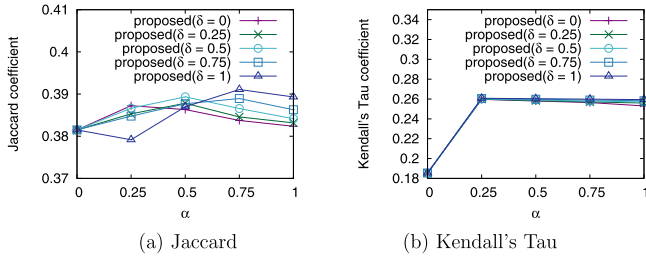 0.41
0.4
0.39
0.38
0.37
Jaccard coefficient
proposed(δ = 0)
proposed(δ = 0.25)
proposed(δ = 0.5)
proposed(δ = 0.75)
proposed(δ = 1)
0 0.25 0.5 0.75 1
α
(a) Jaccard
0.34
0.32
0.3
0.28
0.26
0.24
0.22
0.2
0.18
Kendall's Tau coefficient
proposed(δ = 0)
proposed(δ = 0.25)
proposed(δ = 0.5)
proposed(δ = 0.75)
proposed(δ = 1)
0 0.25 0.5 0.75 1
α
(b) Kendall's Tau